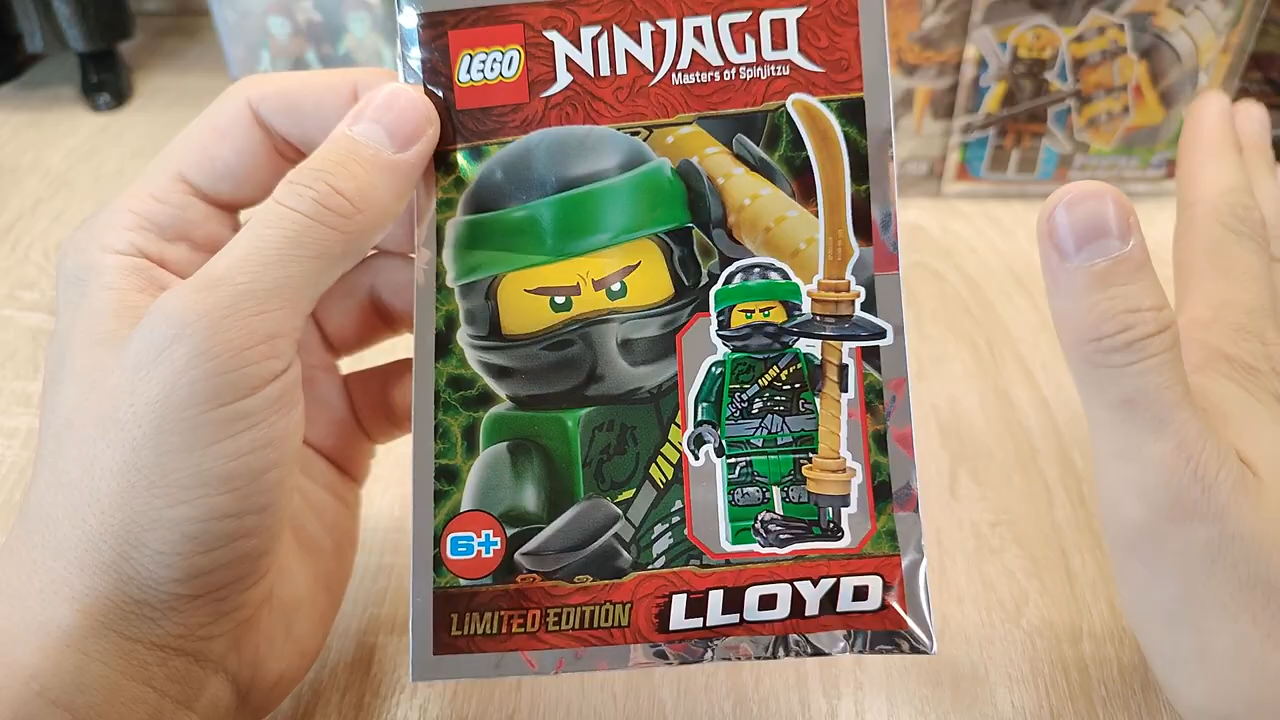 LEGO
NINJAGO
Masters of Spinjitzu
6+
LIMITED EDITION
LLOYD